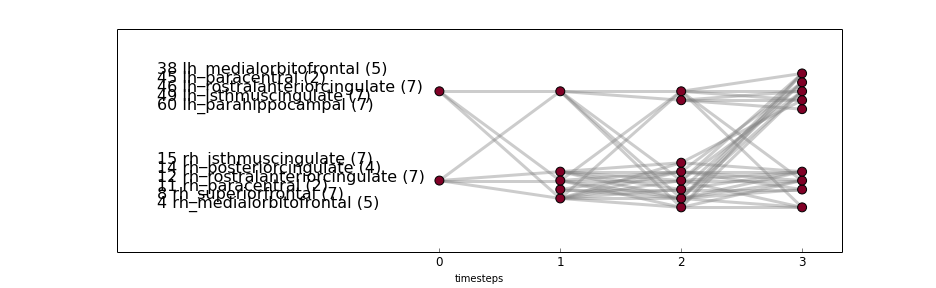 38 lh_medialorbitofrontal (5)
45 lh_paracentral (2)
46 lh_rostralanteriorcingulate (7)
49 lh_isthmuscingulate (7)
60 lh_parahippocampal (7)
15 rh_isthmuscingulate (7)
14 rh_posteriorcingulate (4)
12 rh_rostralanteriorcingulate (7)
11 rh_paracentral (2)
8 rh_superiorfrontal (7)
4 rh_medialorbitofrontal (5)
0 1 2 3
timesteps